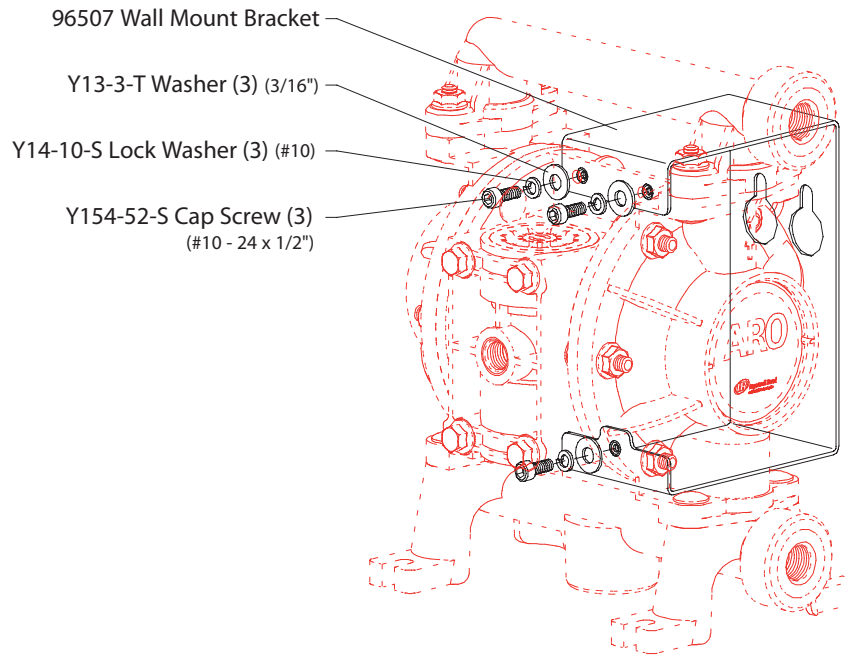 96507 Wall Mount Bracket
Y13-3-T Washer (3) (3/16")
Y14-10-S Lock Washer (3) (#10)
Y154-52-S Cap Screw (3)
(#10 - 24 x 1/2")
ARO